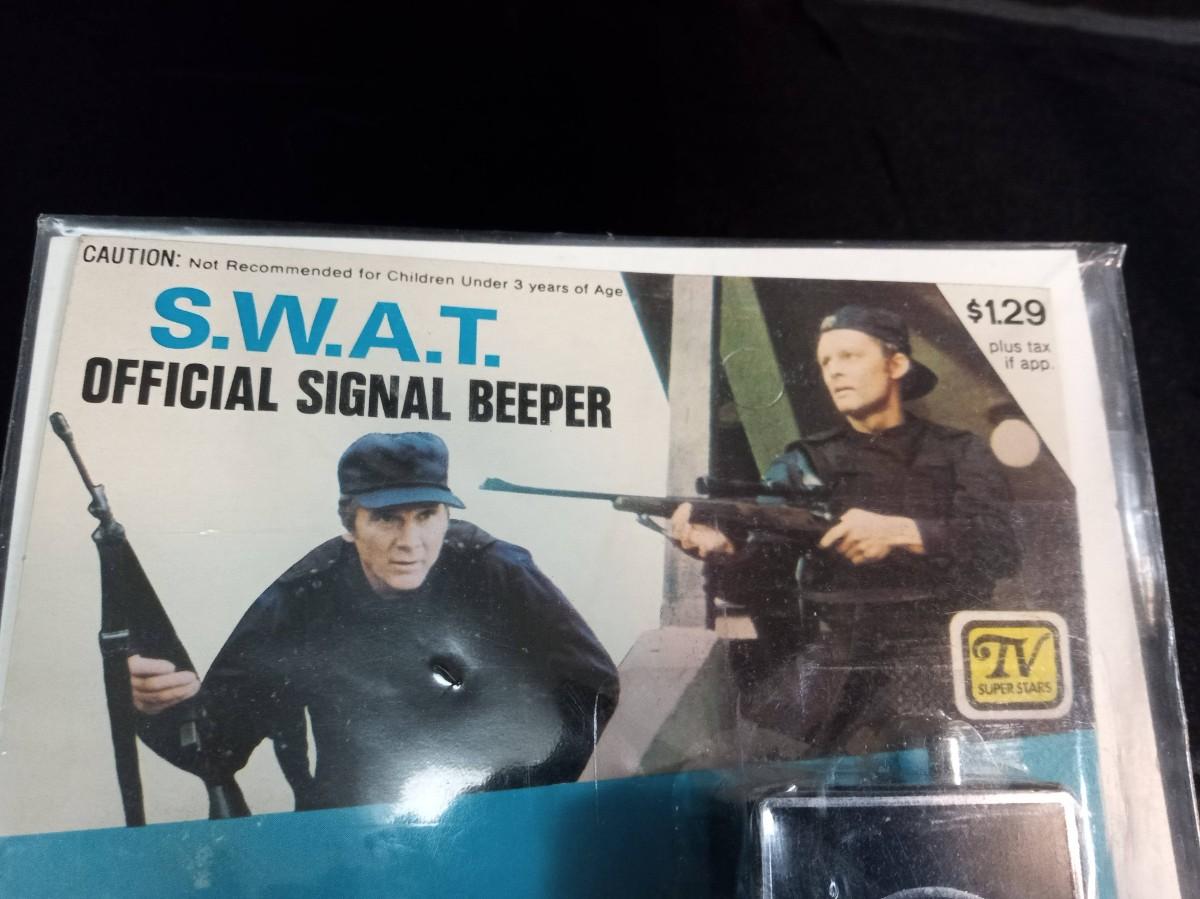 CAUTION: Not Recommended for Children Under 3 years of Age
S.W.A.T.
OFFICIAL SIGNAL BEEPER
$1.29
plus tax
if app.
TV
SUPER STARS